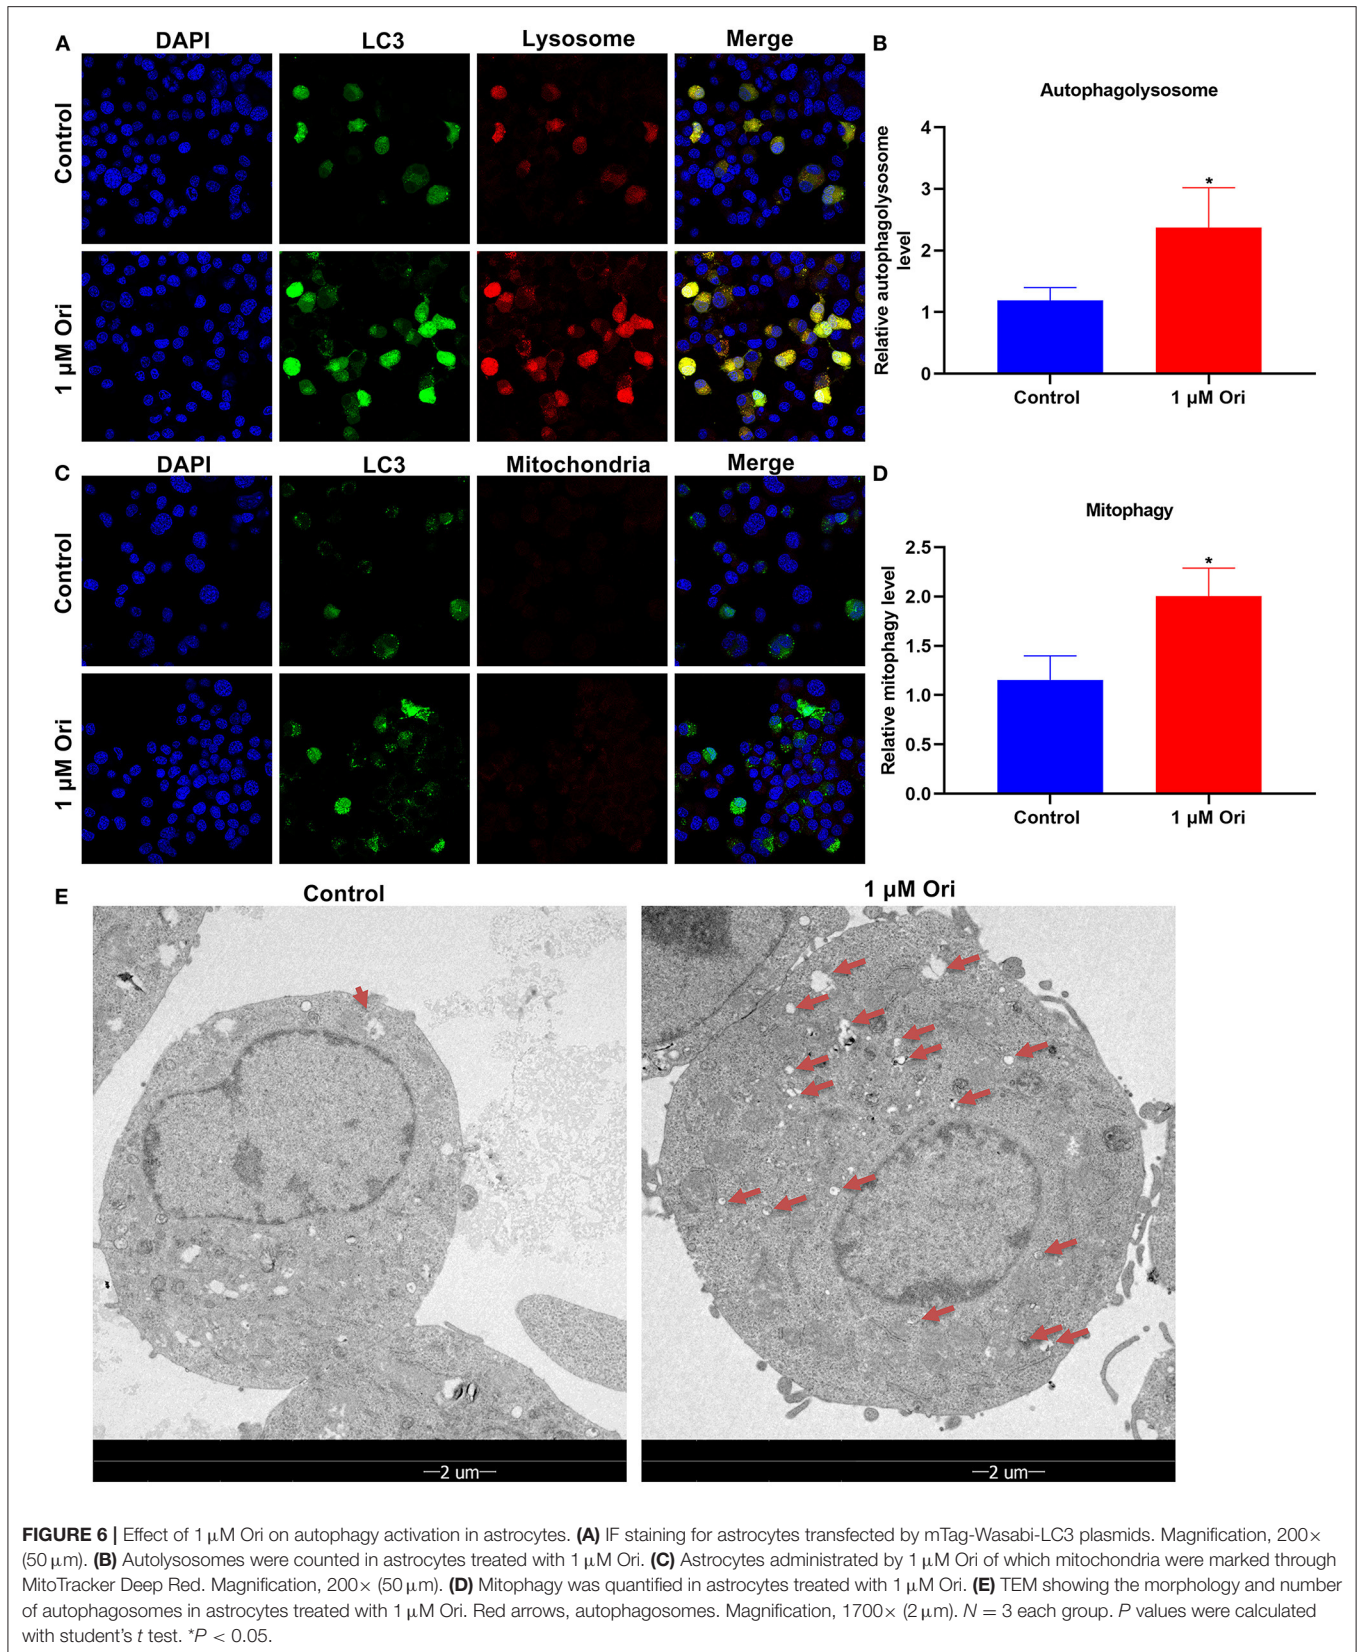 A
DAPI
LC3
Lysosome
Merge
Control
1 µM Ori
B
Autophagolysosome
Relative autophagolysosome
level
4
3
2
1
0
*
Control
1 µM Ori
C
DAPI
LC3
Mitochondria
Merge
Control
1 µM Ori
D
Mitophagy
Relative mitophagy level
2.5
2.0
1.5
1.0
0.5
0.0
*
Control
1 µM Ori
E
Control
1 µM Ori
2 um
2 um
FIGURE 6 | Effect of 1 µM Ori on autophagy activation in astrocytes. (A) IF staining for astrocytes transfected by mTag-Wasabi-LC3 plasmids. Magnification, 200×
(50 µm). (B) Autolysosomes were counted in astrocytes treated with 1 µM Ori. (C) Astrocytes administrated by 1 µM Ori of which mitochondria were marked through
MitoTracker Deep Red. Magnification, 200× (50 µm). (D) Mitophagy was quantified in astrocytes treated with 1 µM Ori. (E) TEM showing the morphology and number
of autophagosomes in astrocytes treated with 1 µM Ori. Red arrows, autophagosomes. Magnification, 1700× (2 µm). N = 3 each group. P values were calculated
with student's t test. *P < 0.05.